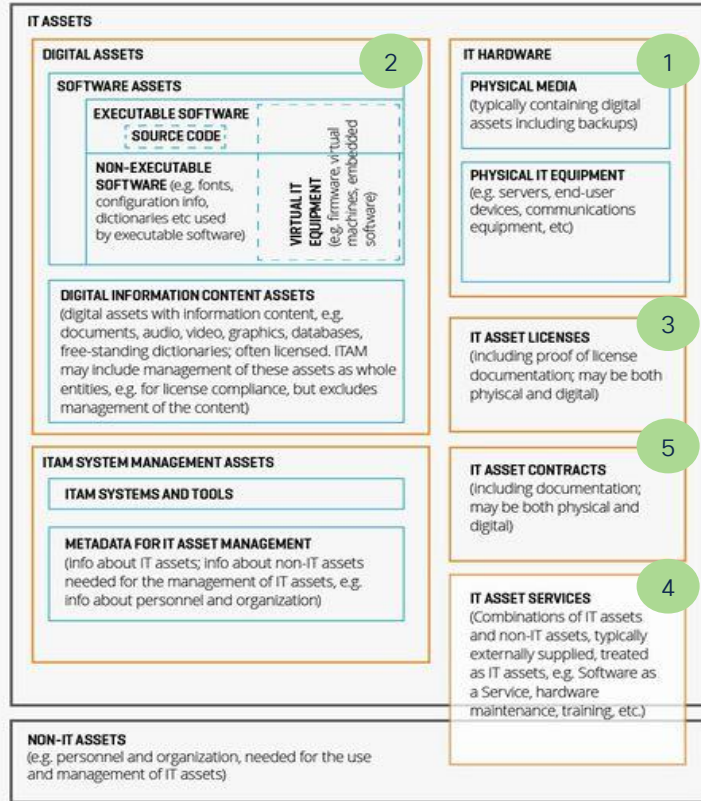 IT ASSETS
DIGITAL ASSETS
2
SOFTWARE ASSETS
EXECUTABLE SOFTWARE
SOURCE CODE
NON-EXECUTABLE
SOFTWARE (e.g. fonts,
configuration info,
dictionaries etc used
by executable software)
VIRTUAL IT
EQUIPMENT
(e.g. firmware, virtual
machines, embedded
software)
DIGITAL INFORMATION CONTENT ASSETS
(digital assets with information content, e.g.
documents, audio, video, graphics, databases,
free-standing dictionaries; often licensed. ITAM
may include management of these assets as whole
entities, e.g. for license compliance, but excludes
management of the content)
ITAM SYSTEM MANAGEMENT ASSETS
ITAM SYSTEMS AND TOOLS
METADATA FOR IT ASSET MANAGEMENT
(info about IT assets; info about non-IT assets
needed for the management of IT assets, e.g.
info about personnel and organization)
IT HARDWARE
1
PHYSICAL MEDIA
(typically containing digital
assets including backups)
PHYSICAL IT EQUIPMENT
(e.g. servers, end-user
devices, communications
equipment, etc)
3
IT ASSET LICENSES
(including proof of license
documentation; may be both
phyiscal and digital)
5
IT ASSET CONTRACTS
(including documentation;
may be both physical and
digital)
4
IT ASSET SERVICES
(Combinations of IT assets
and non-IT assets, typically
externally supplied, treated
as IT assets, e.g. Software as
a Service, hardware
maintenance, training, etc.)
NON-IT ASSETS
(e.g. personnel and organization, needed for the use
and management of IT assets)